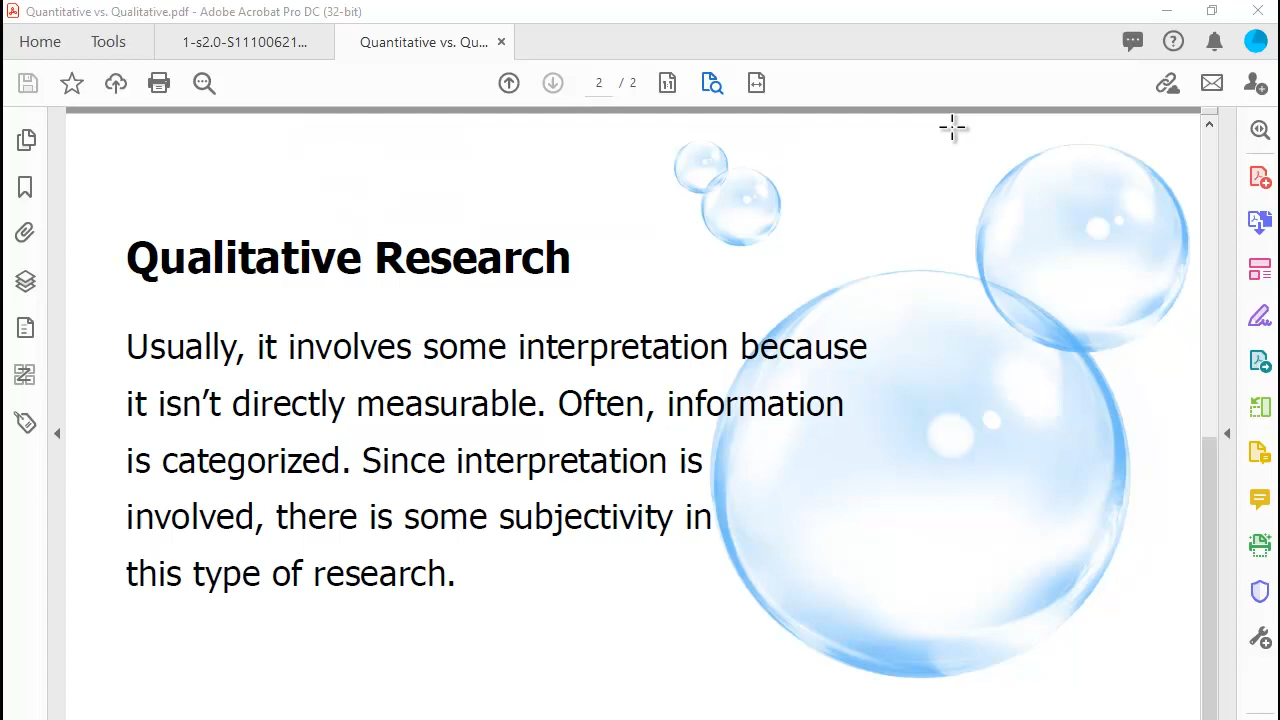 Quantitative vs. Qualitative.pdf - Adobe Acrobat Pro DC (32-bit)
Home Tools 1-s2.0-S11100621... Quantitative vs. Qu... ×
2 / 2
1:1
Qualitative Research
Usually, it involves some interpretation because
it isn’t directly measurable. Often, information
is categorized. Since interpretation is
involved, there is some subjectivity in
this type of research.